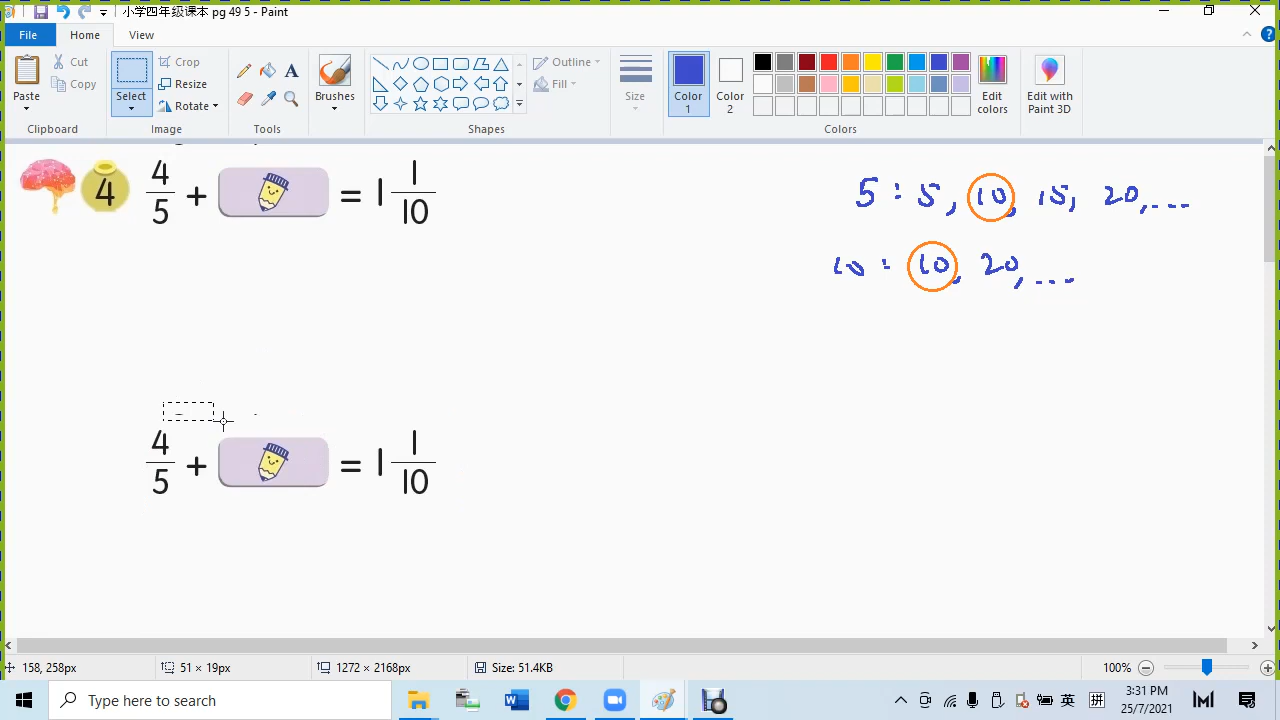 小学四年级课本 pg 49 5 - Paint
File Home View
Paste Cut Copy Select Crop Resize Rotate Brushes Outline Fill Size Color 1 Color 2 Edit colors Edit with Paint 3D
Clipboard Image Tools Shapes Colors
4 4/5 + = 1 1/10
5 : 5, 10, 15, 20, ...
10 : 10, 20, ...
4/5 + = 1 1/10
158, 258px 51 × 19px 1272 × 2168px Size: 51.4KB 100%
Type here to search 英 拼 3:31 PM
25/7/2021